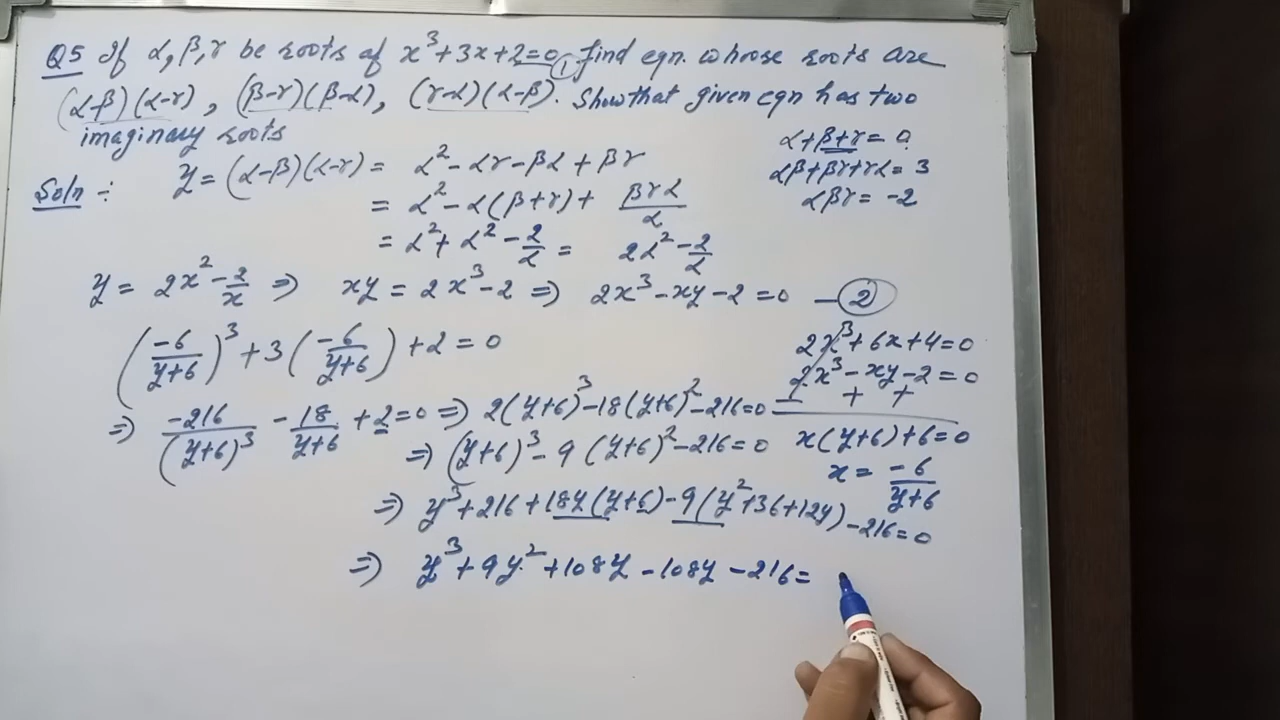 Q5 If α, β, γ be roots of x³+3x+2=0 ① find eqn. whose roots are
(α-β)(α-γ), (β-γ)(β-α), (γ-α)(α-β). Show that given eqn has two
imaginary roots
α+β+γ = 0
αβ+βγ+γα = 3
αβγ = -2
Soln :- y = (α-β)(α-γ) = α² - αγ - βα + βγ
= α² - α(β+γ) + βγα/α
= α² + α² - 2/α = 2α² - 2/α
y = 2x² - 2/x ⇒ xy = 2x³ - 2 ⇒ 2x³ - xy - 2 = 0 — ②
(-6/(y+6))³ + 3(-6/(y+6)) + 2 = 0
2x³ + 6x + 4 = 0
2x³ - xy - 2 = 0
- + +
x(y+6) + 6 = 0
x = -6/(y+6)
⇒ -216/(y+6)³ - 18/(y+6) + 2 = 0 ⇒ 2(y+6)³ - 18(y+6)² - 216 = 0
⇒ (y+6)³ - 9(y+6)² - 216 = 0
⇒ y³ + 216 + 18y(y+6) - 9(y² + 36 + 12y) - 216 = 0
⇒ y³ + 9y² + 108y - 108y - 216 =